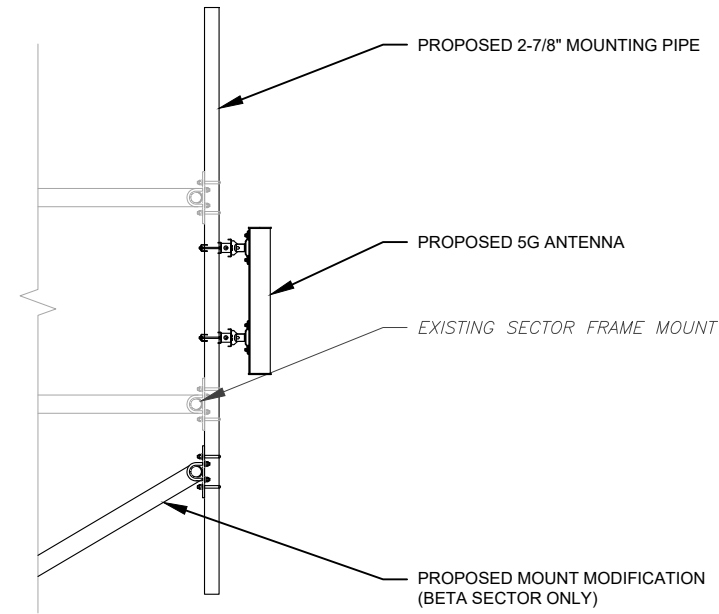 PROPOSED 2-7/8" MOUNTING PIPE
PROPOSED 5G ANTENNA
EXISTING SECTOR FRAME MOUNT
PROPOSED MOUNT MODIFICATION
(BETA SECTOR ONLY)